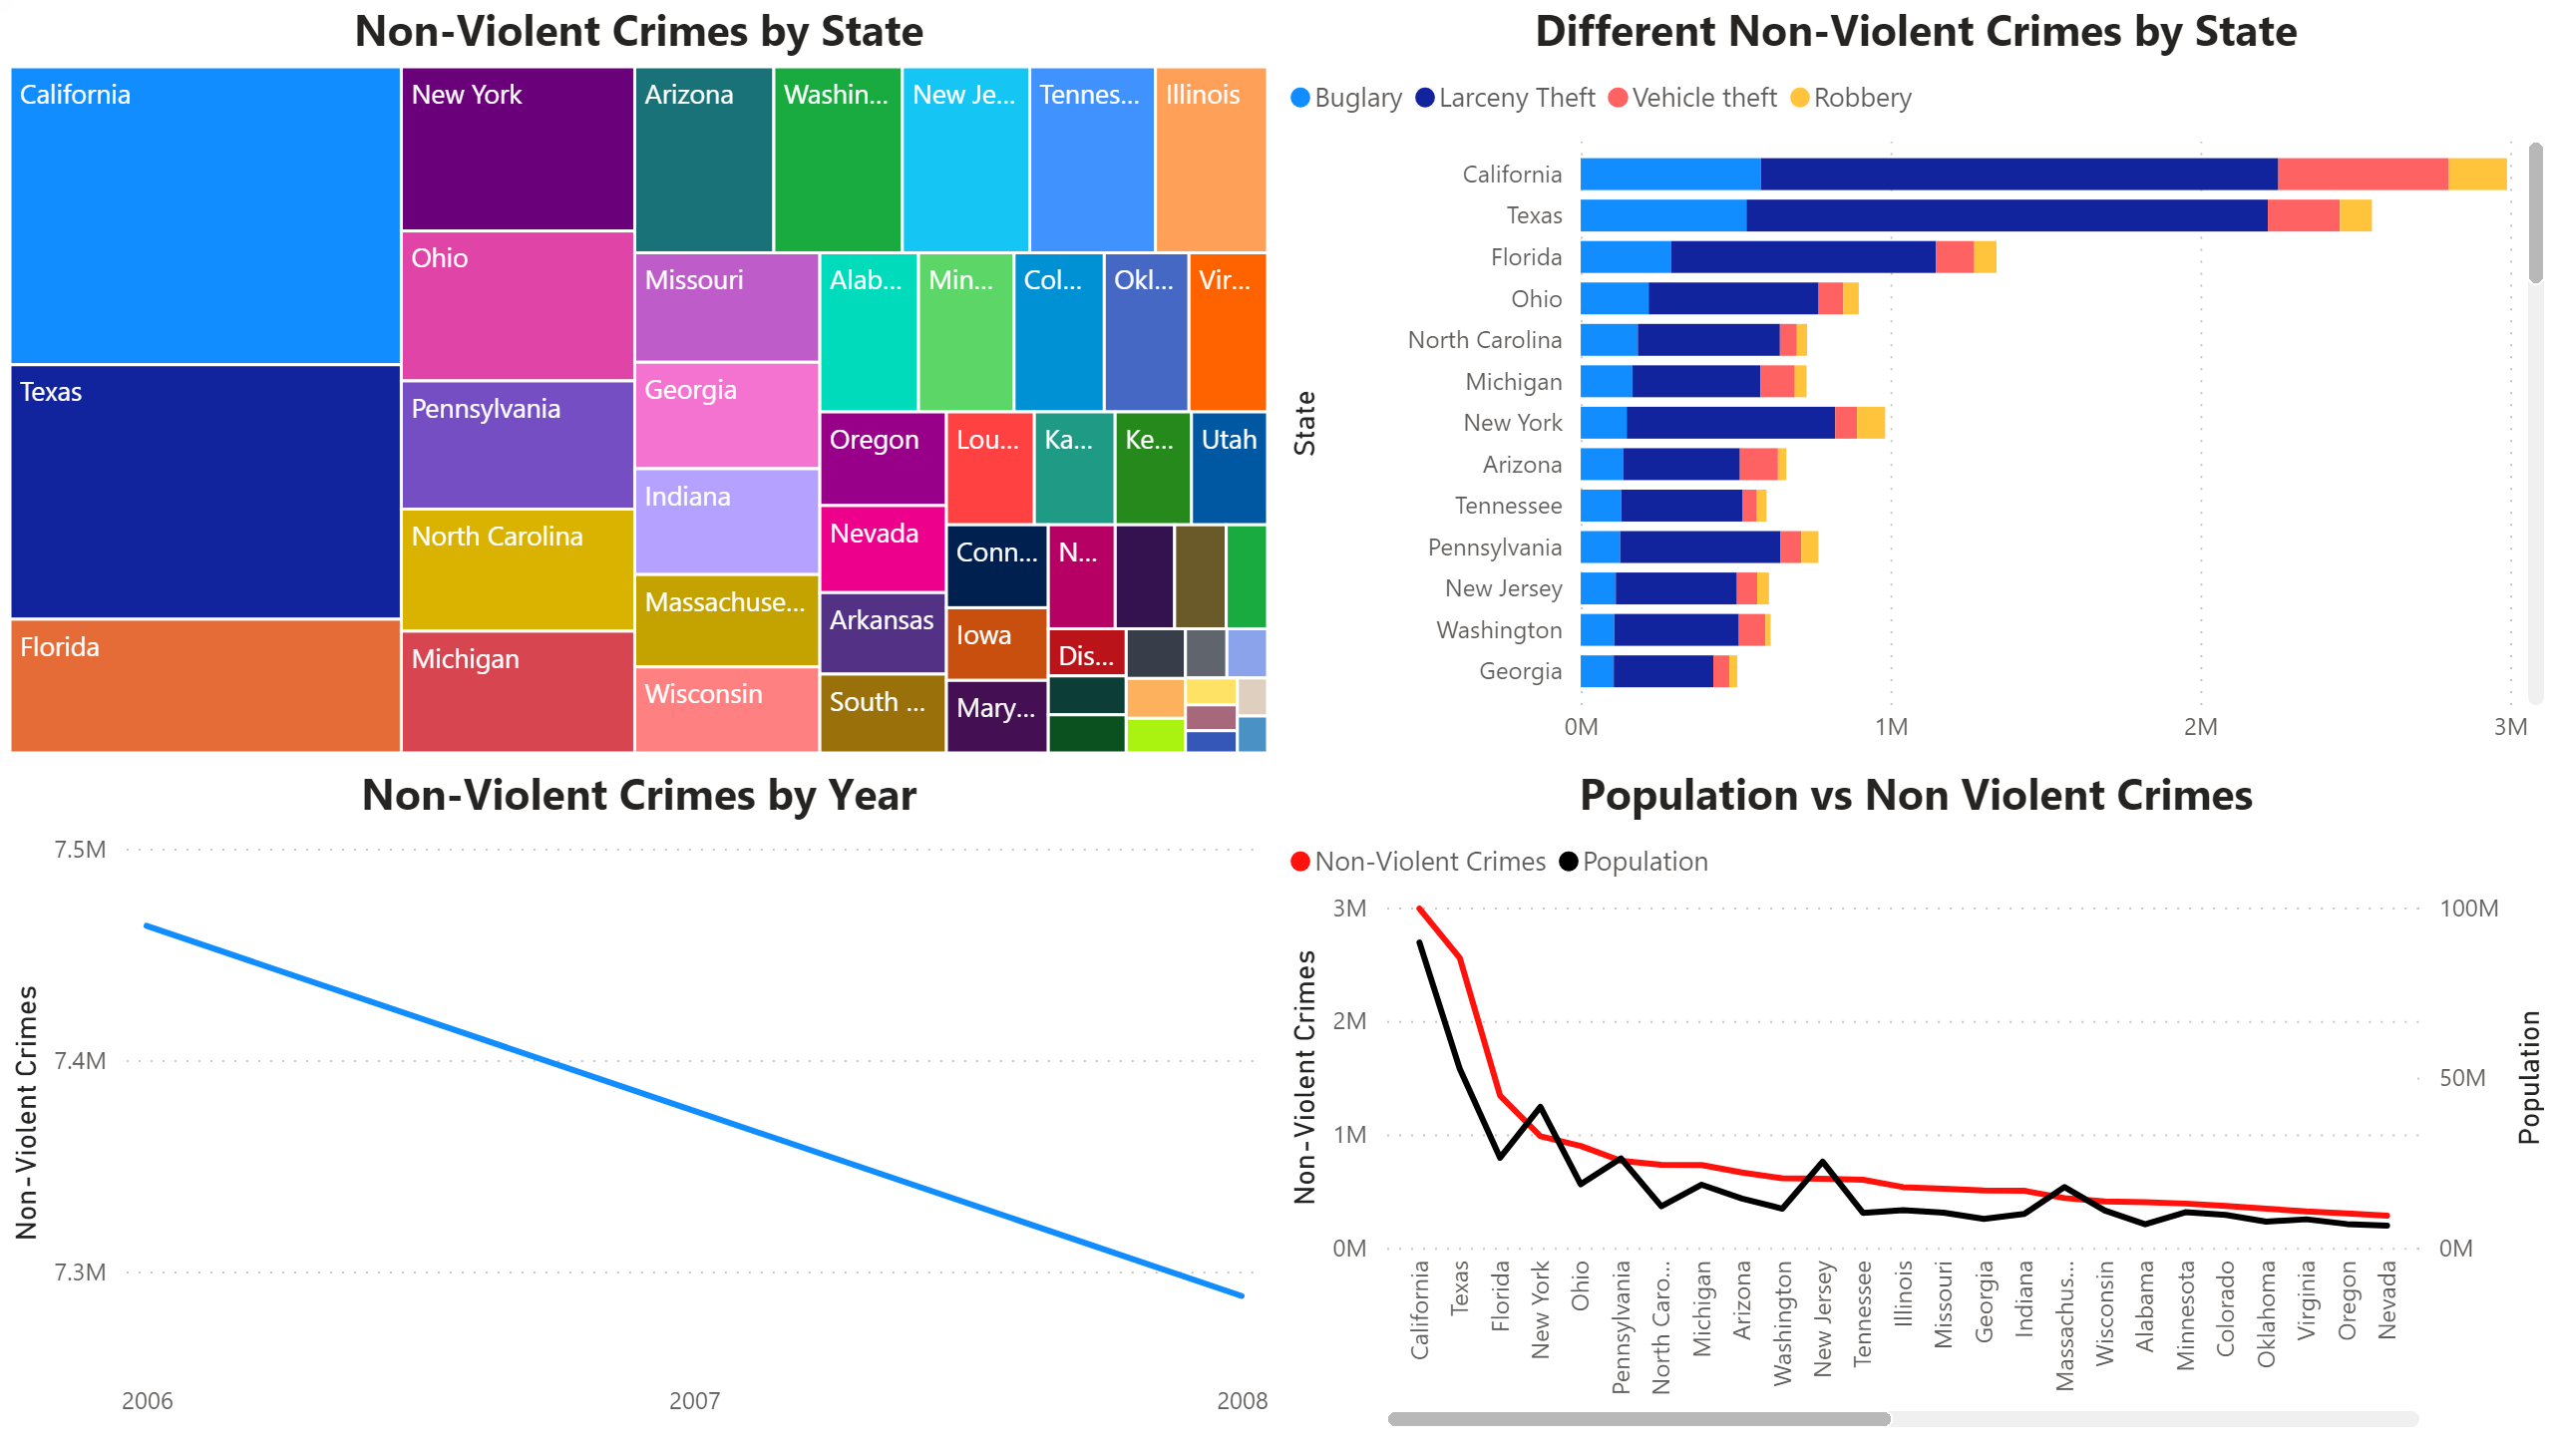 Non-Violent Crimes by State
California
Texas
Florida
New York
Ohio
Pennsylvania
North Carolina
Michigan
Arizona
Washin...
New Je...
Tennes...
Illinois
Missouri
Georgia
Indiana
Massachuse...
Wisconsin
Alab...
Min...
Col...
Okl...
Vir...
Oregon
Nevada
Arkansas
South ...
Lou...
Ka...
Ke...
Utah
Conn...
Iowa
Mary...
N...
Dis...
Different Non-Violent Crimes by State
Buglary Larceny Theft Vehicle theft Robbery
State
California
Texas
Florida
Ohio
North Carolina
Michigan
New York
Arizona
Tennessee
Pennsylvania
New Jersey
Washington
Georgia
0M 1M 2M 3M
Non-Violent Crimes by Year
Non-Violent Crimes
7.5M
7.4M
7.3M
2006 2007 2008
Population vs Non Violent Crimes
Non-Violent Crimes Population
Non-Violent Crimes
3M
2M
1M
0M
100M
50M
0M
Population
California
Texas
Florida
New York
Ohio
Pennsylvania
North Caro...
Michigan
Arizona
Washington
New Jersey
Tennessee
Illinois
Missouri
Georgia
Indiana
Massachus...
Wisconsin
Alabama
Minnesota
Colorado
Oklahoma
Virginia
Oregon
Nevada